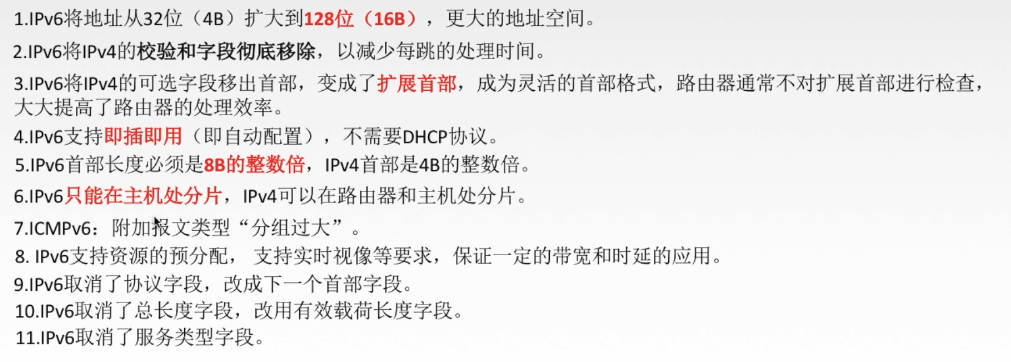 1.IPv6将地址从32位（4B）扩大到128位（16B），更大的地址空间。
2.IPv6将IPv4的校验和字段彻底移除，以减少每跳的处理时间。
3.IPv6将IPv4的可选字段移出首部，变成了扩展首部，成为灵活的首部格式，路由器通常不对扩展首部进行检查，
大大提高了路由器的处理效率。
4.IPv6支持即插即用（即自动配置），不需要DHCP协议。
5.IPv6首部长度必须是8B的整数倍，IPv4首部是4B的整数倍。
6.IPv6只能在主机处分片，IPv4可以在路由器和主机处分片。
7.ICMPv6：附加报文类型“分组过大”。
8. IPv6支持资源的预分配， 支持实时视像等要求，保证一定的带宽和时延的应用。
9.IPv6取消了协议字段，改成下一个首部字段。
10.IPv6取消了总长度字段，改用有效载荷长度字段。
11.IPv6取消了服务类型字段。